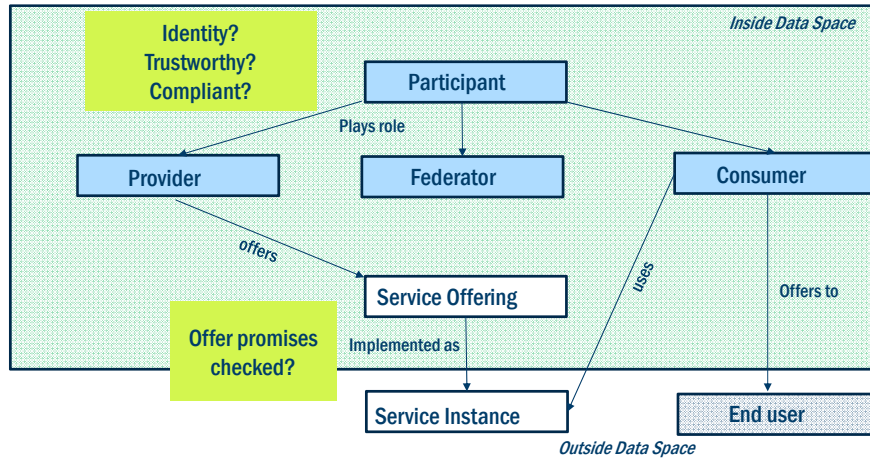 Identity?
Trustworthy?
Compliant?
Inside Data Space
Participant
Plays role
Provider
Federator
Consumer
offers
uses
Service Offering
Offers to
Offer promises
checked?
Implemented as
Service Instance
End user
Outside Data Space